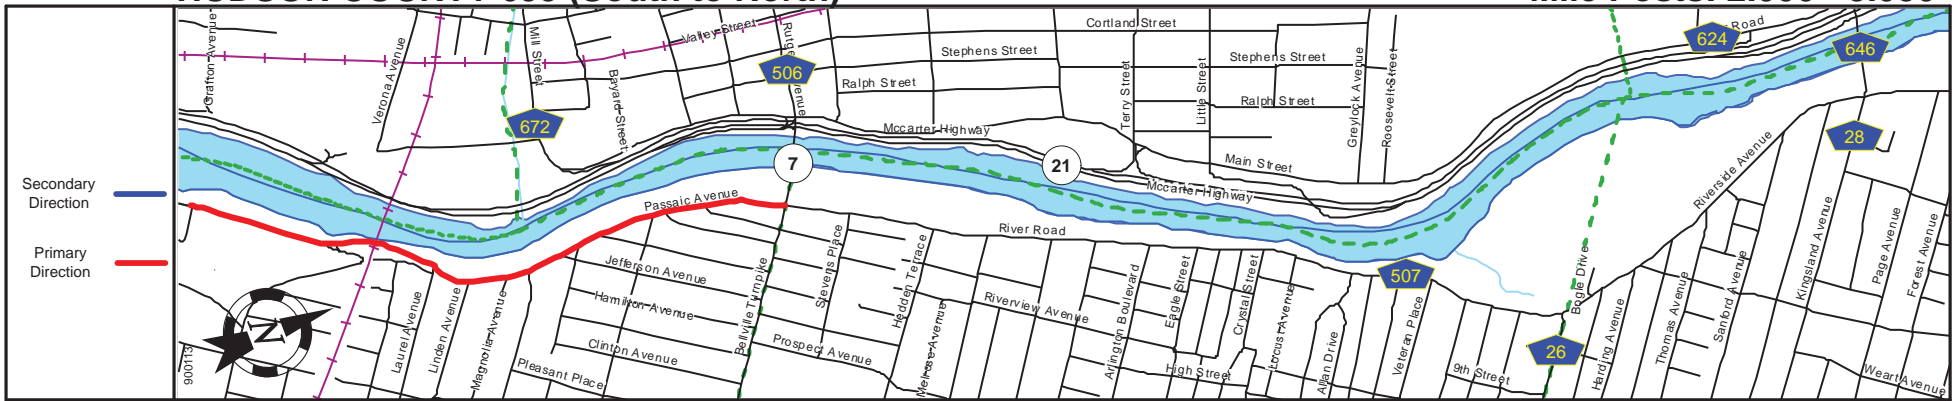 Secondary
Direction
Primary
Direction
Grafton Avenue
Verona Avenue
Mill Street
Bayard Street
Valley Street
Cortland Street
Stephens Street
Stephens Street
Ralph Street
Ralph Street
Terry Street
Little Street
Greylock Avenue
Roosevelt Street
Road
624
646
506
672
28
Mccarter Highway
Main Street
Mccarter Highway
7
21
Passaic Avenue
River Road
Riverside Avenue
507
26
Jefferson Avenue
Hamilton Avenue
Clinton Avenue
Pleasant Place
Laurel Avenue
Linden Avenue
Magnolia Avenue
Bellville Turnpike
Stevens Place
Hedden Terrace
Prospect Avenue
Melrose Avenue
Riverview Avenue
Arlington Boulevard
Eagle Street
Crystal Street
High Street
Locust Avenue
Allan Drive
Veteran Place
9th Street
Bogle Drive
Harding Avenue
Thomas Avenue
Sanford Avenue
Kingsland Avenue
Page Avenue
Forest Avenue
Weart Avenue
N
900113